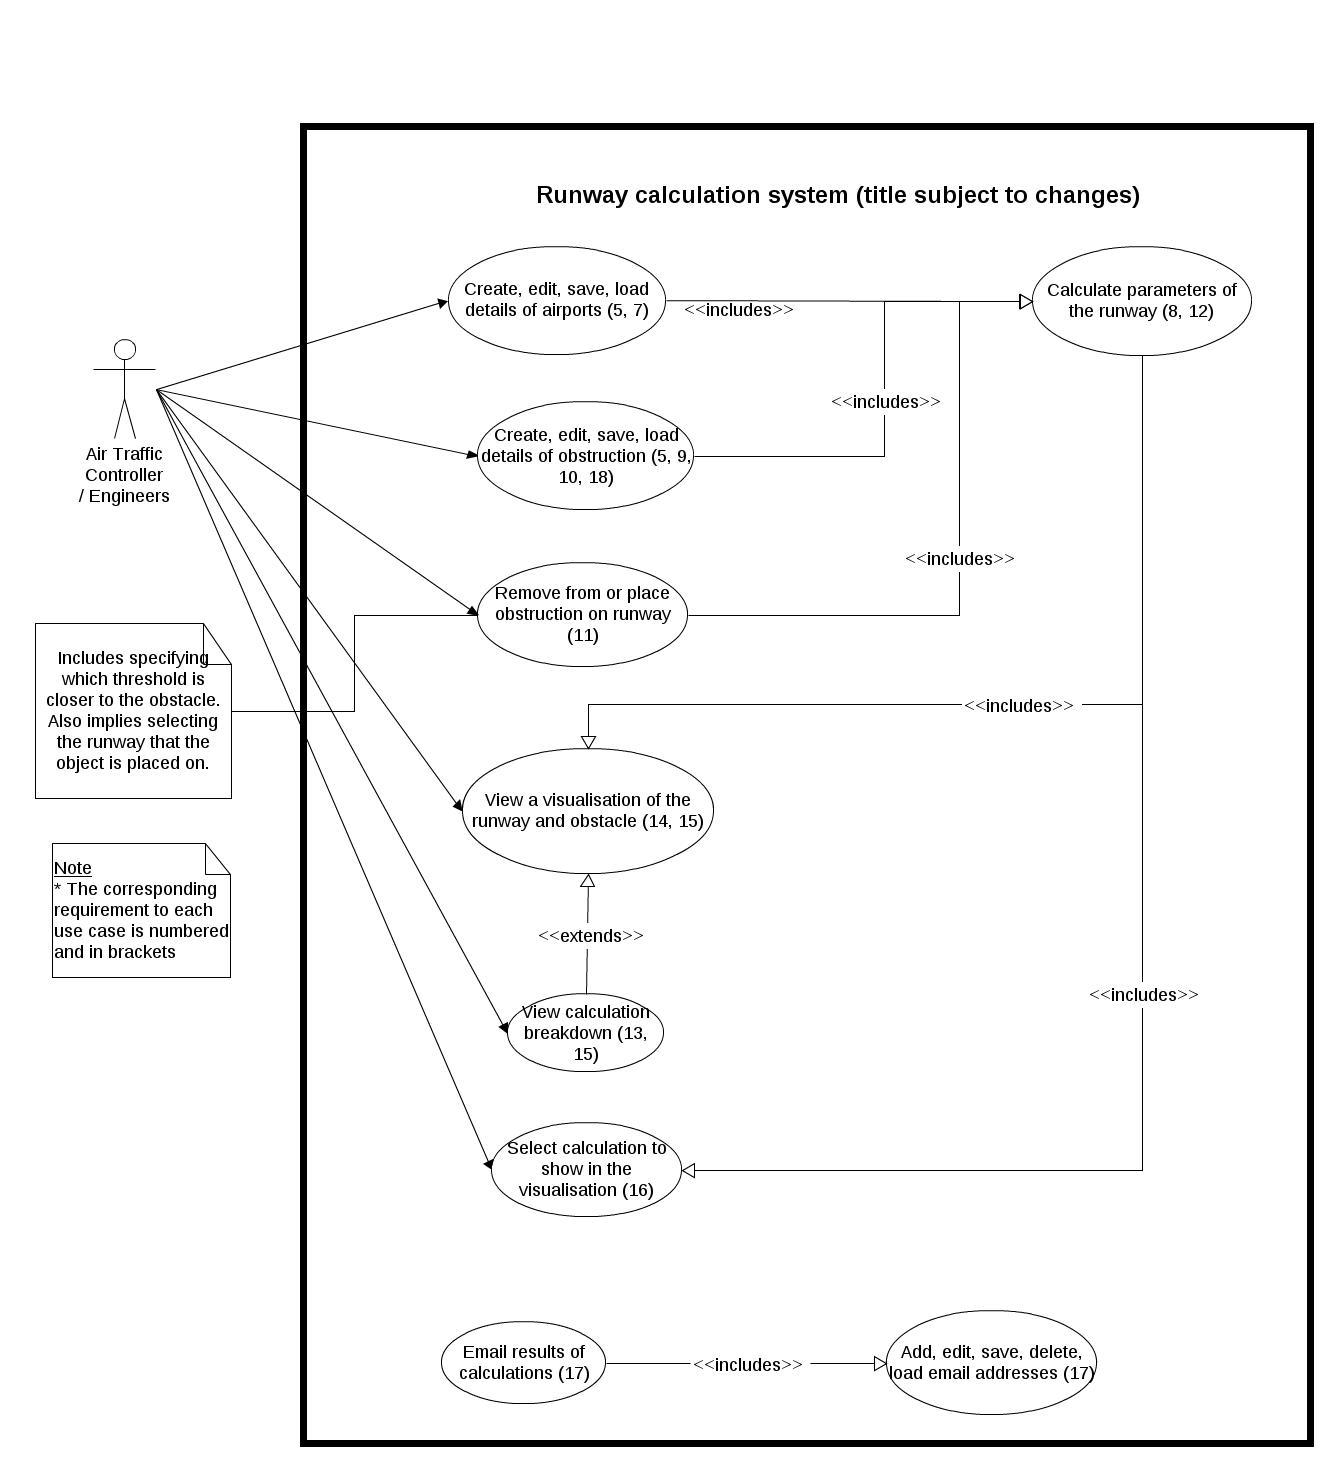 Runway calculation system (title subject to changes)
Create, edit, save, load
details of airports (5, 7)
<<includes>>
Calculate parameters of
the runway (8, 12)
Air Traffic
Controller
/ Engineers
<<includes>>
Create, edit, save, load
details of obstruction (5, 9,
10, 18)
<<includes>>
Remove from or place
obstruction on runway
(11)
Includes specifying
which threshold is
closer to the obstacle.
Also implies selecting
the runway that the
object is placed on.
<<includes>>
View a visualisation of the
runway and obstacle (14, 15)
Note
* The corresponding
requirement to each
use case is numbered
and in brackets
<<extends>>
<<includes>>
View calculation
breakdown (13,
15)
Select calculation to
show in the
visualisation (16)
Email results of
calculations (17)
<<includes>>
Add, edit, save, delete,
load email addresses (17)